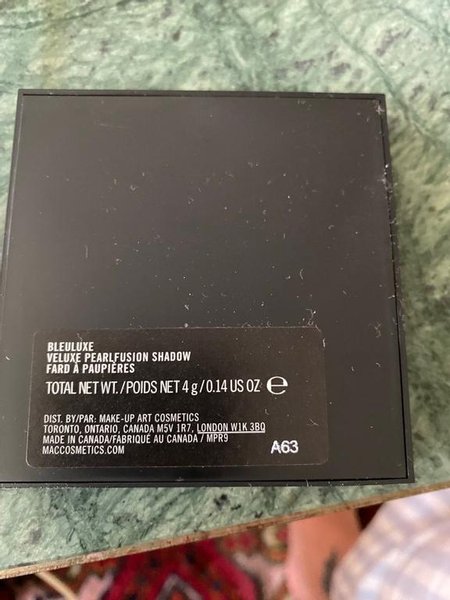 BLEULUXE
VELUXE PEARLFUSION SHADOW
FARD À PAUPIÈRES
TOTAL NET WT./POIDS NET 4 g/0.14 US OZ ℮
DIST. BY/PAR: MAKE-UP ART COSMETICS
TORONTO, ONTARIO, CANADA M5V 1R7, LONDON W1K 3BQ
MADE IN CANADA/FABRIQUÉ AU CANADA / MPR9
MACCOSMETICS.COM
A63